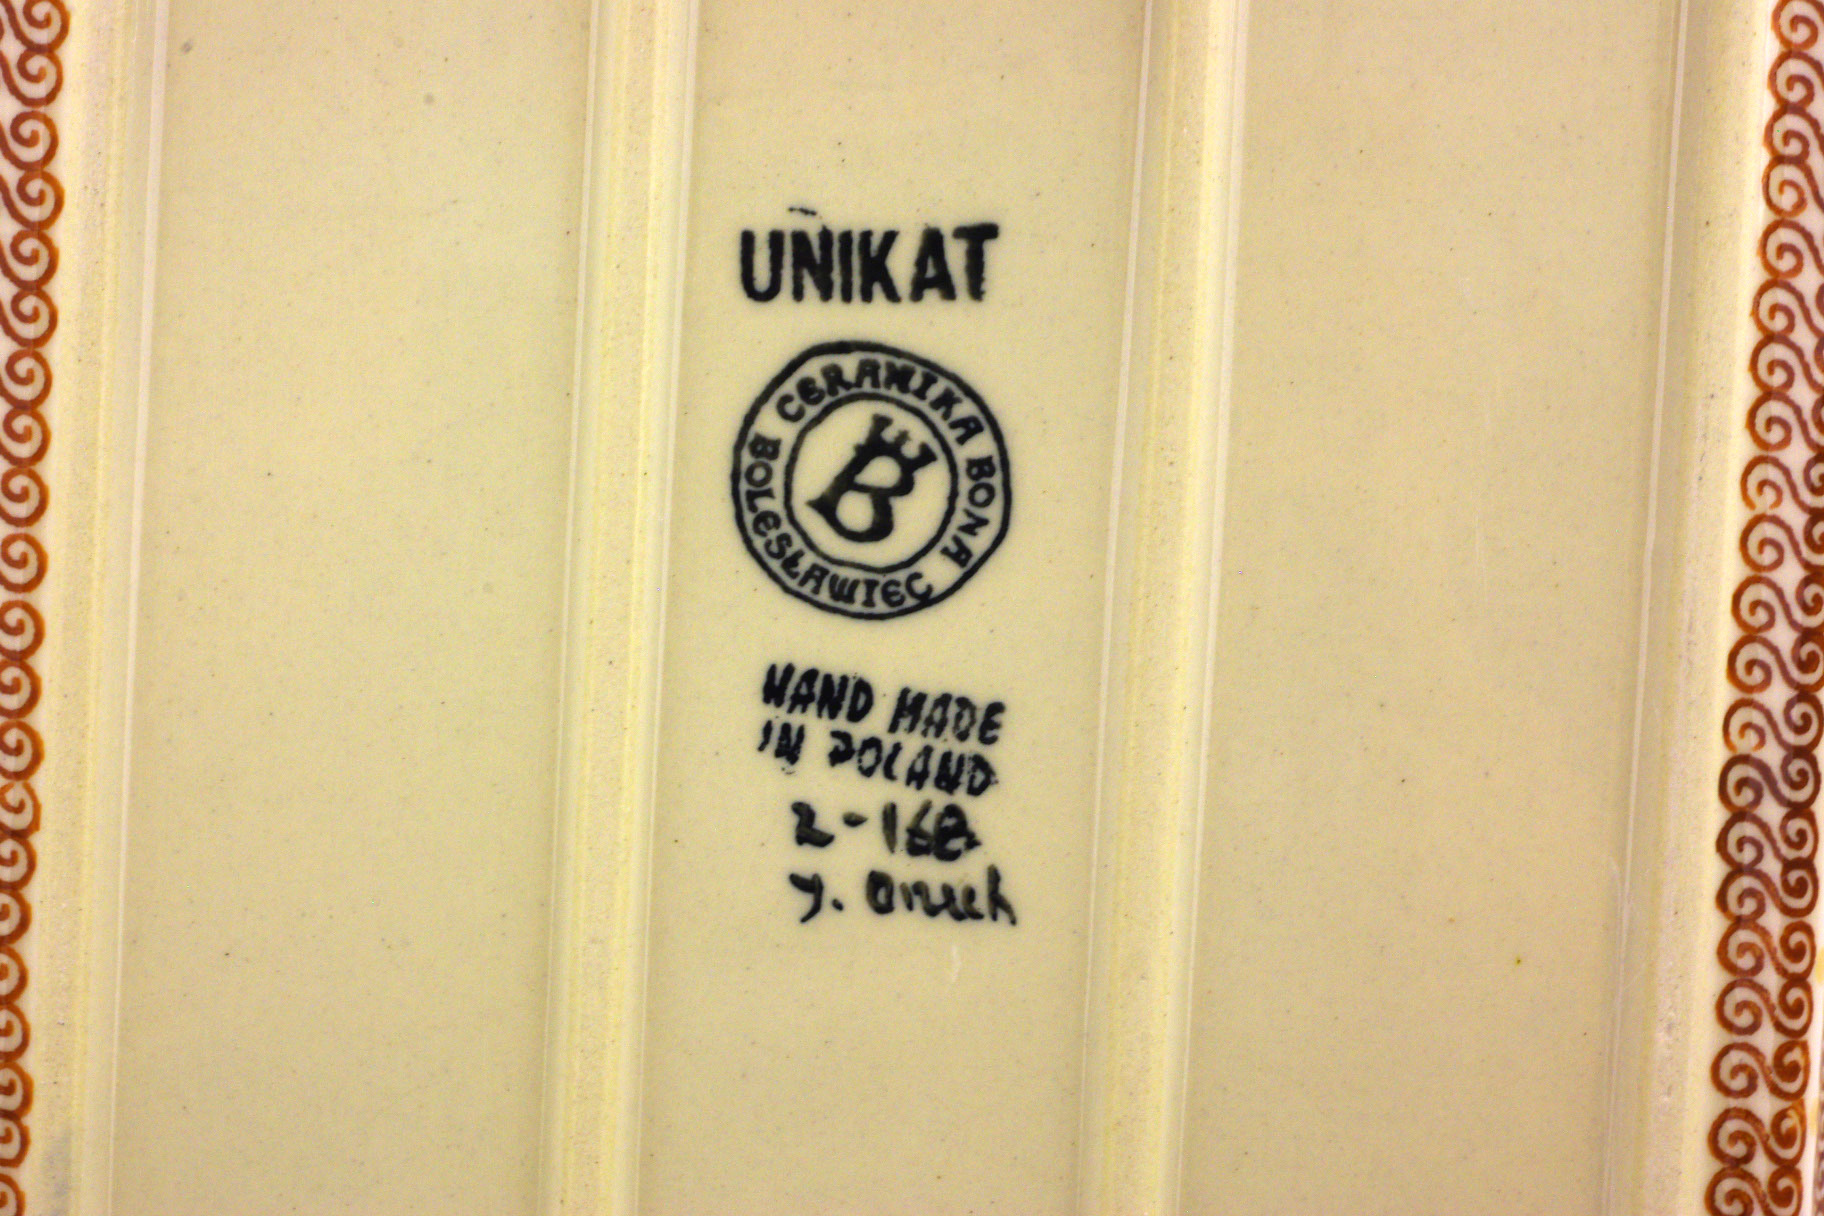 UNIKAT
CERAMIKA BONA
BOLESŁAWIEC
B
HAND MADE
IN POLAND